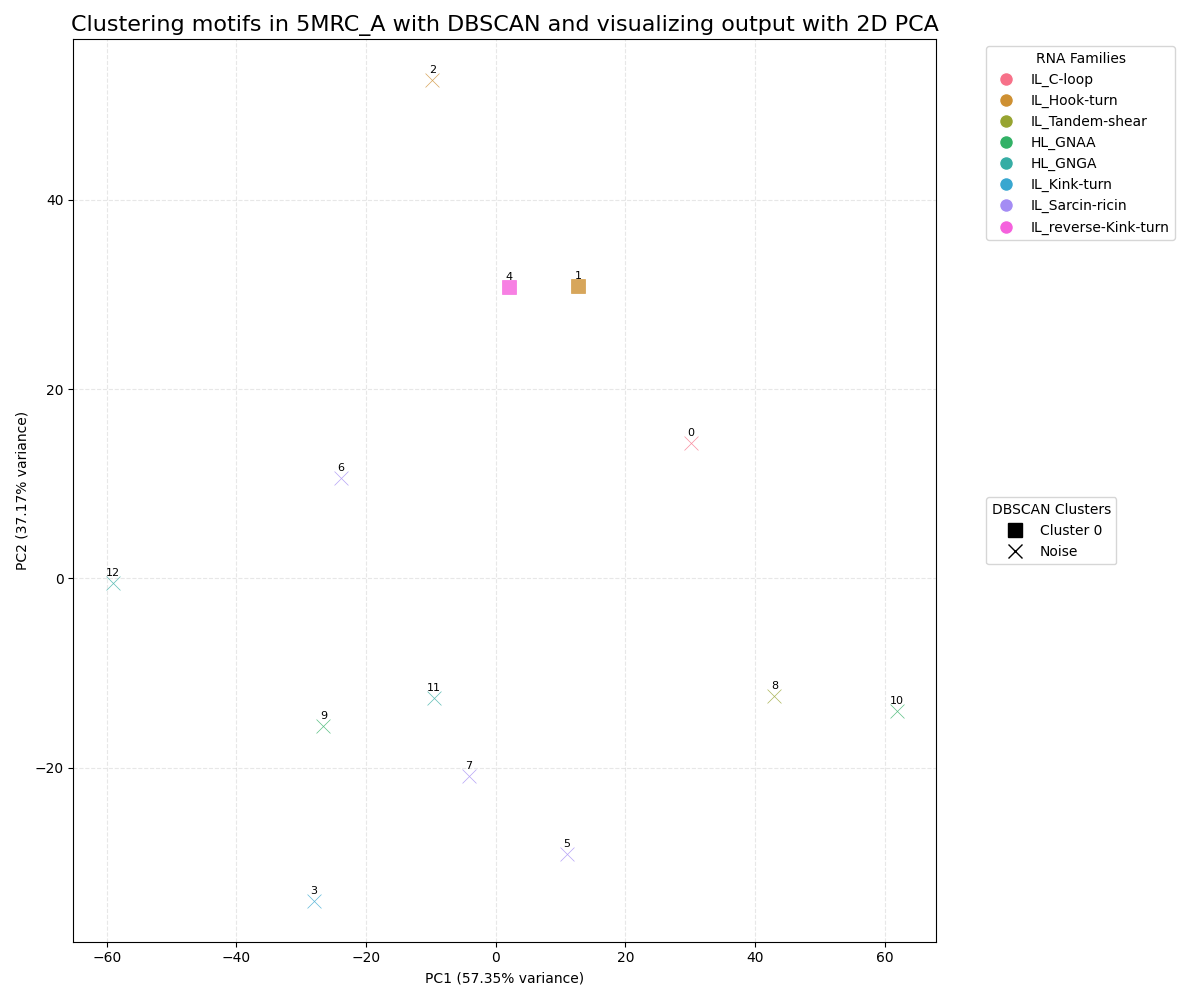 Clustering motifs in 5MRC_A with DBSCAN and visualizing output with 2D PCA
RNA Families
IL_C-loop
IL_Hook-turn
IL_Tandem-shear
HL_GNAA
HL_GNGA
IL_Kink-turn
IL_Sarcin-ricin
IL_reverse-Kink-turn
DBSCAN Clusters
Cluster 0
Noise
PC2 (37.17% variance)
40
20
0
−20
2
4
1
0
6
12
11
9
8
10
7
5
3
−60
−40
−20
0
20
40
60
PC1 (57.35% variance)